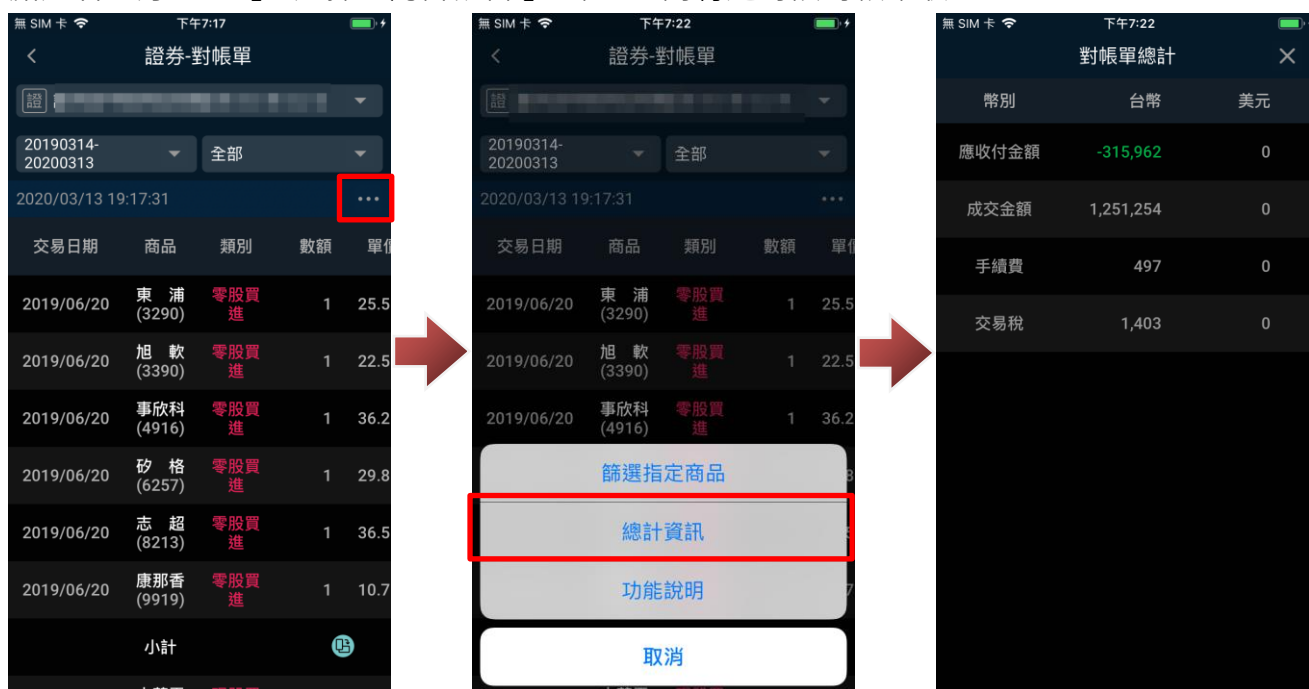 無 SIM 卡
下午7:17
證券-對帳單
證
20190314-
20200313
全部
2020/03/13 19:17:31
交易日期 商品 類別 數額 單
2019/06/20 東 浦 (3290) 零股買進 1 25.5
2019/06/20 旭 軟 (3390) 零股買進 1 22.5
2019/06/20 事欣科 (4916) 零股買進 1 36.2
2019/06/20 矽 格 (6257) 零股買進 1 29.8
2019/06/20 志 超 (8213) 零股買進 1 36.5
2019/06/20 康那香 (9919) 零股買進 1 10.7
小計
無 SIM 卡
下午7:22
證券-對帳單
證
20190314-
20200313
全部
2020/03/13 19:17:31
交易日期 商品 類別 數額 單
2019/06/20 東 浦 (3290) 零股買進 1 25.5
2019/06/20 旭 軟 (3390) 零股買進 1 22.5
2019/06/20 事欣科 (4916) 零股買進 1 36.2
篩選指定商品
總計資訊
功能說明
取消
無 SIM 卡
下午7:22
對帳單總計
幣別 台幣 美元
應收付金額 -315,962 0
成交金額 1,251,254 0
手續費 497 0
交易稅 1,403 0